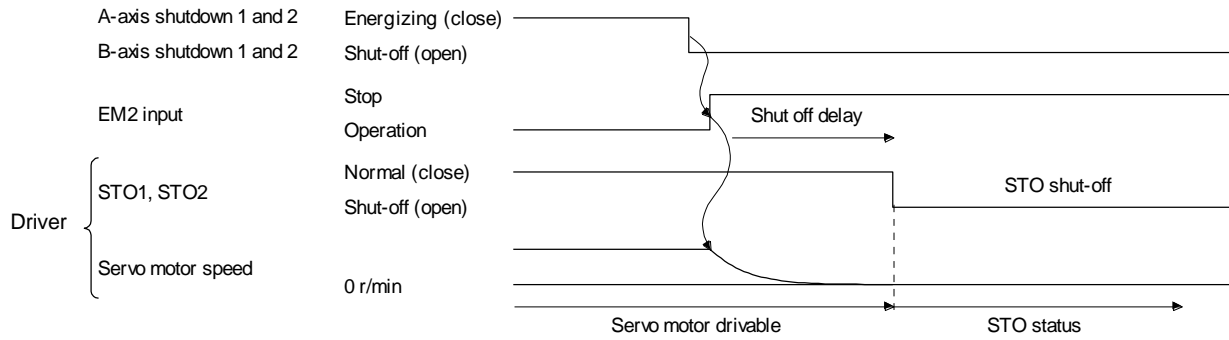 A-axis shutdown 1 and 2 Energizing (close)
B-axis shutdown 1 and 2 Shut-off (open)
EM2 input
Stop
Operation
Shut off delay
Driver
STO1, STO2
Normal (close)
Shut-off (open)
STO shut-off
Servo motor speed
0 r/min
Servo motor drivable
STO status